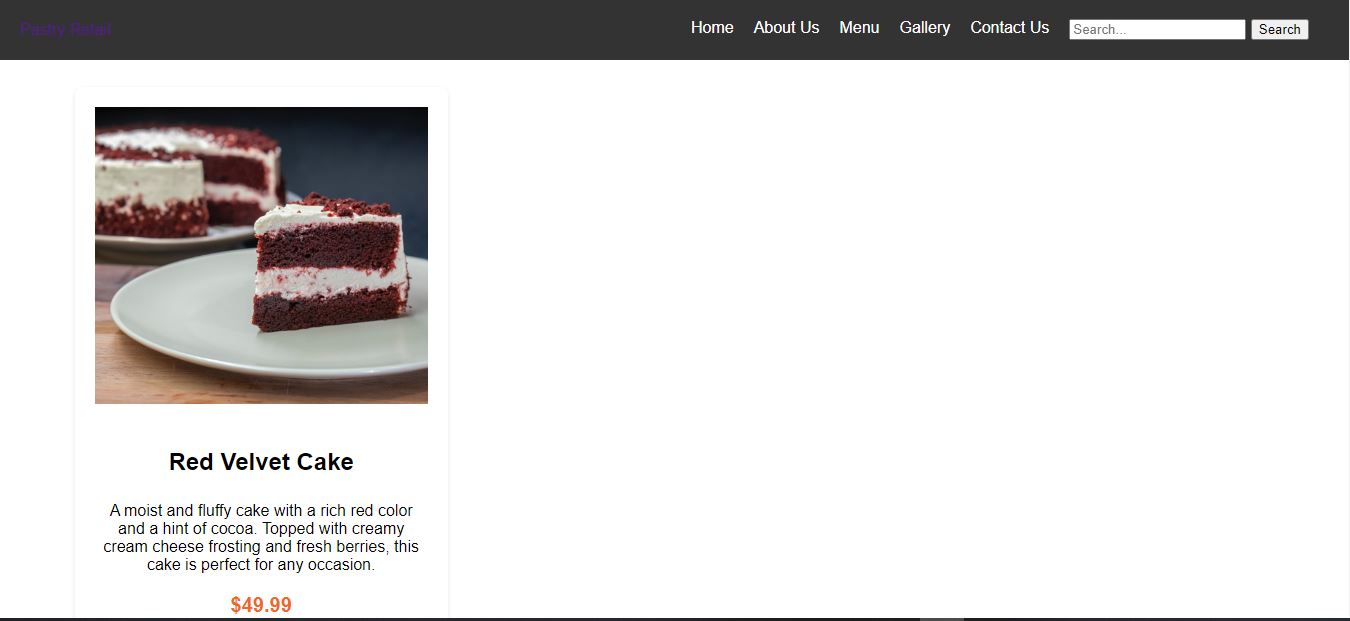 Pastry Retail
Home About Us Menu Gallery Contact Us Search... Search
Red Velvet Cake
A moist and fluffy cake with a rich red color
and a hint of cocoa. Topped with creamy
cream cheese frosting and fresh berries, this
cake is perfect for any occasion.
$49.99